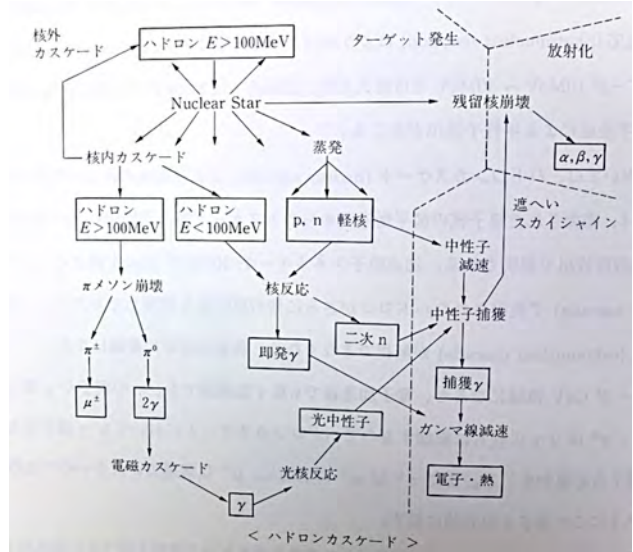 核外
カスケード
ハドロン E>100MeV
ターゲット発生
放射化
Nuclear Star
残留核崩壊
α,β,γ
核内カスケード
蒸発
ハドロン
E>100MeV
ハドロン
E<100MeV
p, n 軽核
遮へい
スカイシャイン
中性子
減速
πメソン崩壊
核反応
中性子捕獲
二次 n
π±
π⁰
即発γ
捕獲γ
μ±
2γ
光中性子
ガンマ線減速
電磁カスケード
光核反応
電子・熱
γ
< ハドロンカスケード >